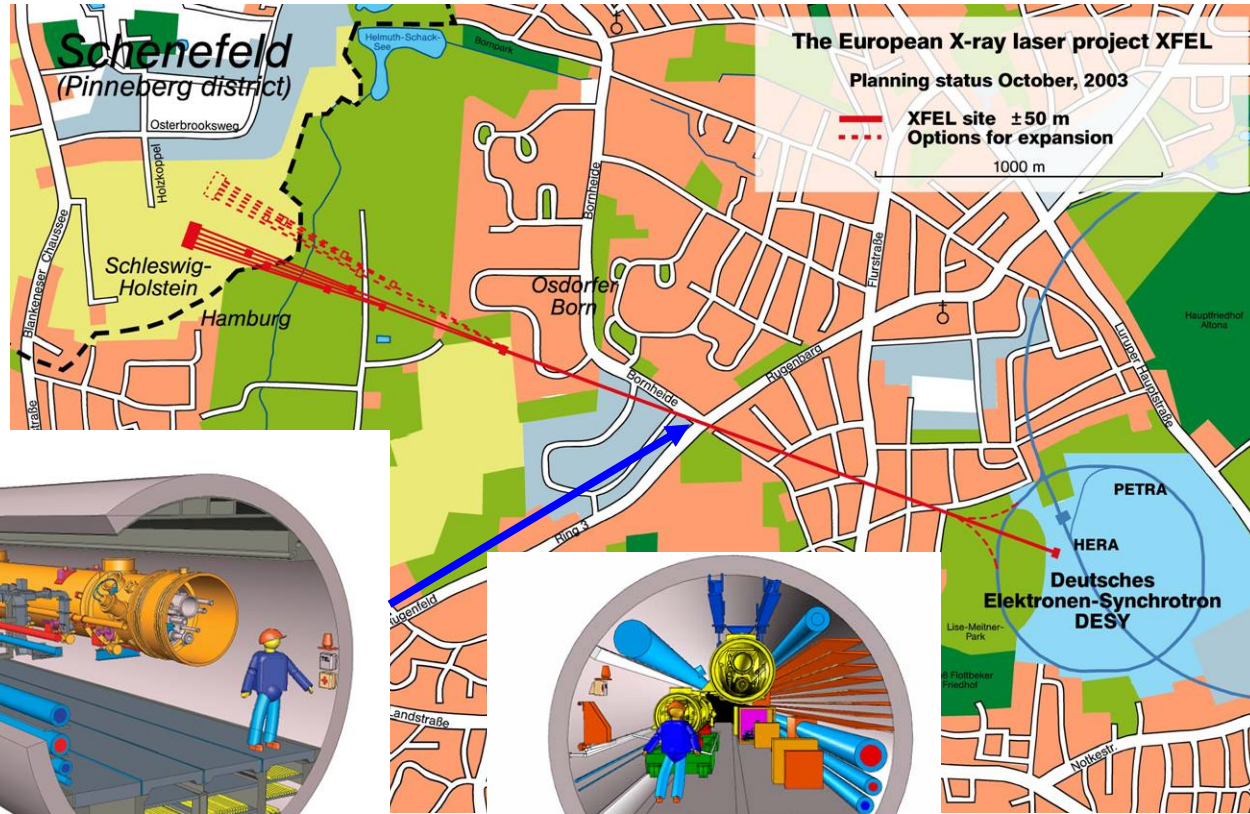 Schenefeld
(Pinneberg district)
Helmuth-Schack-
See
Bornpark
The European X-ray laser project XFEL
Planning status October, 2003
XFEL site ±50 m
Options for expansion
1000 m
Osterbrooksweg
Holzkoppel
Blankeneser Chaussee
Bornheide
Flurstraße
Schleswig-
Holstein
Hamburg
Osdorfer
Born
Bornheide
Rugenbarg
Luruper Hauptstraße
Hauptfriedhof
Altona
Ring 3
PETRA
HERA
Deutsches
Elektronen-Synchrotron
DESY
Lise-Meitner-
Park
Flottbeker
Friedhof
Notkestr.